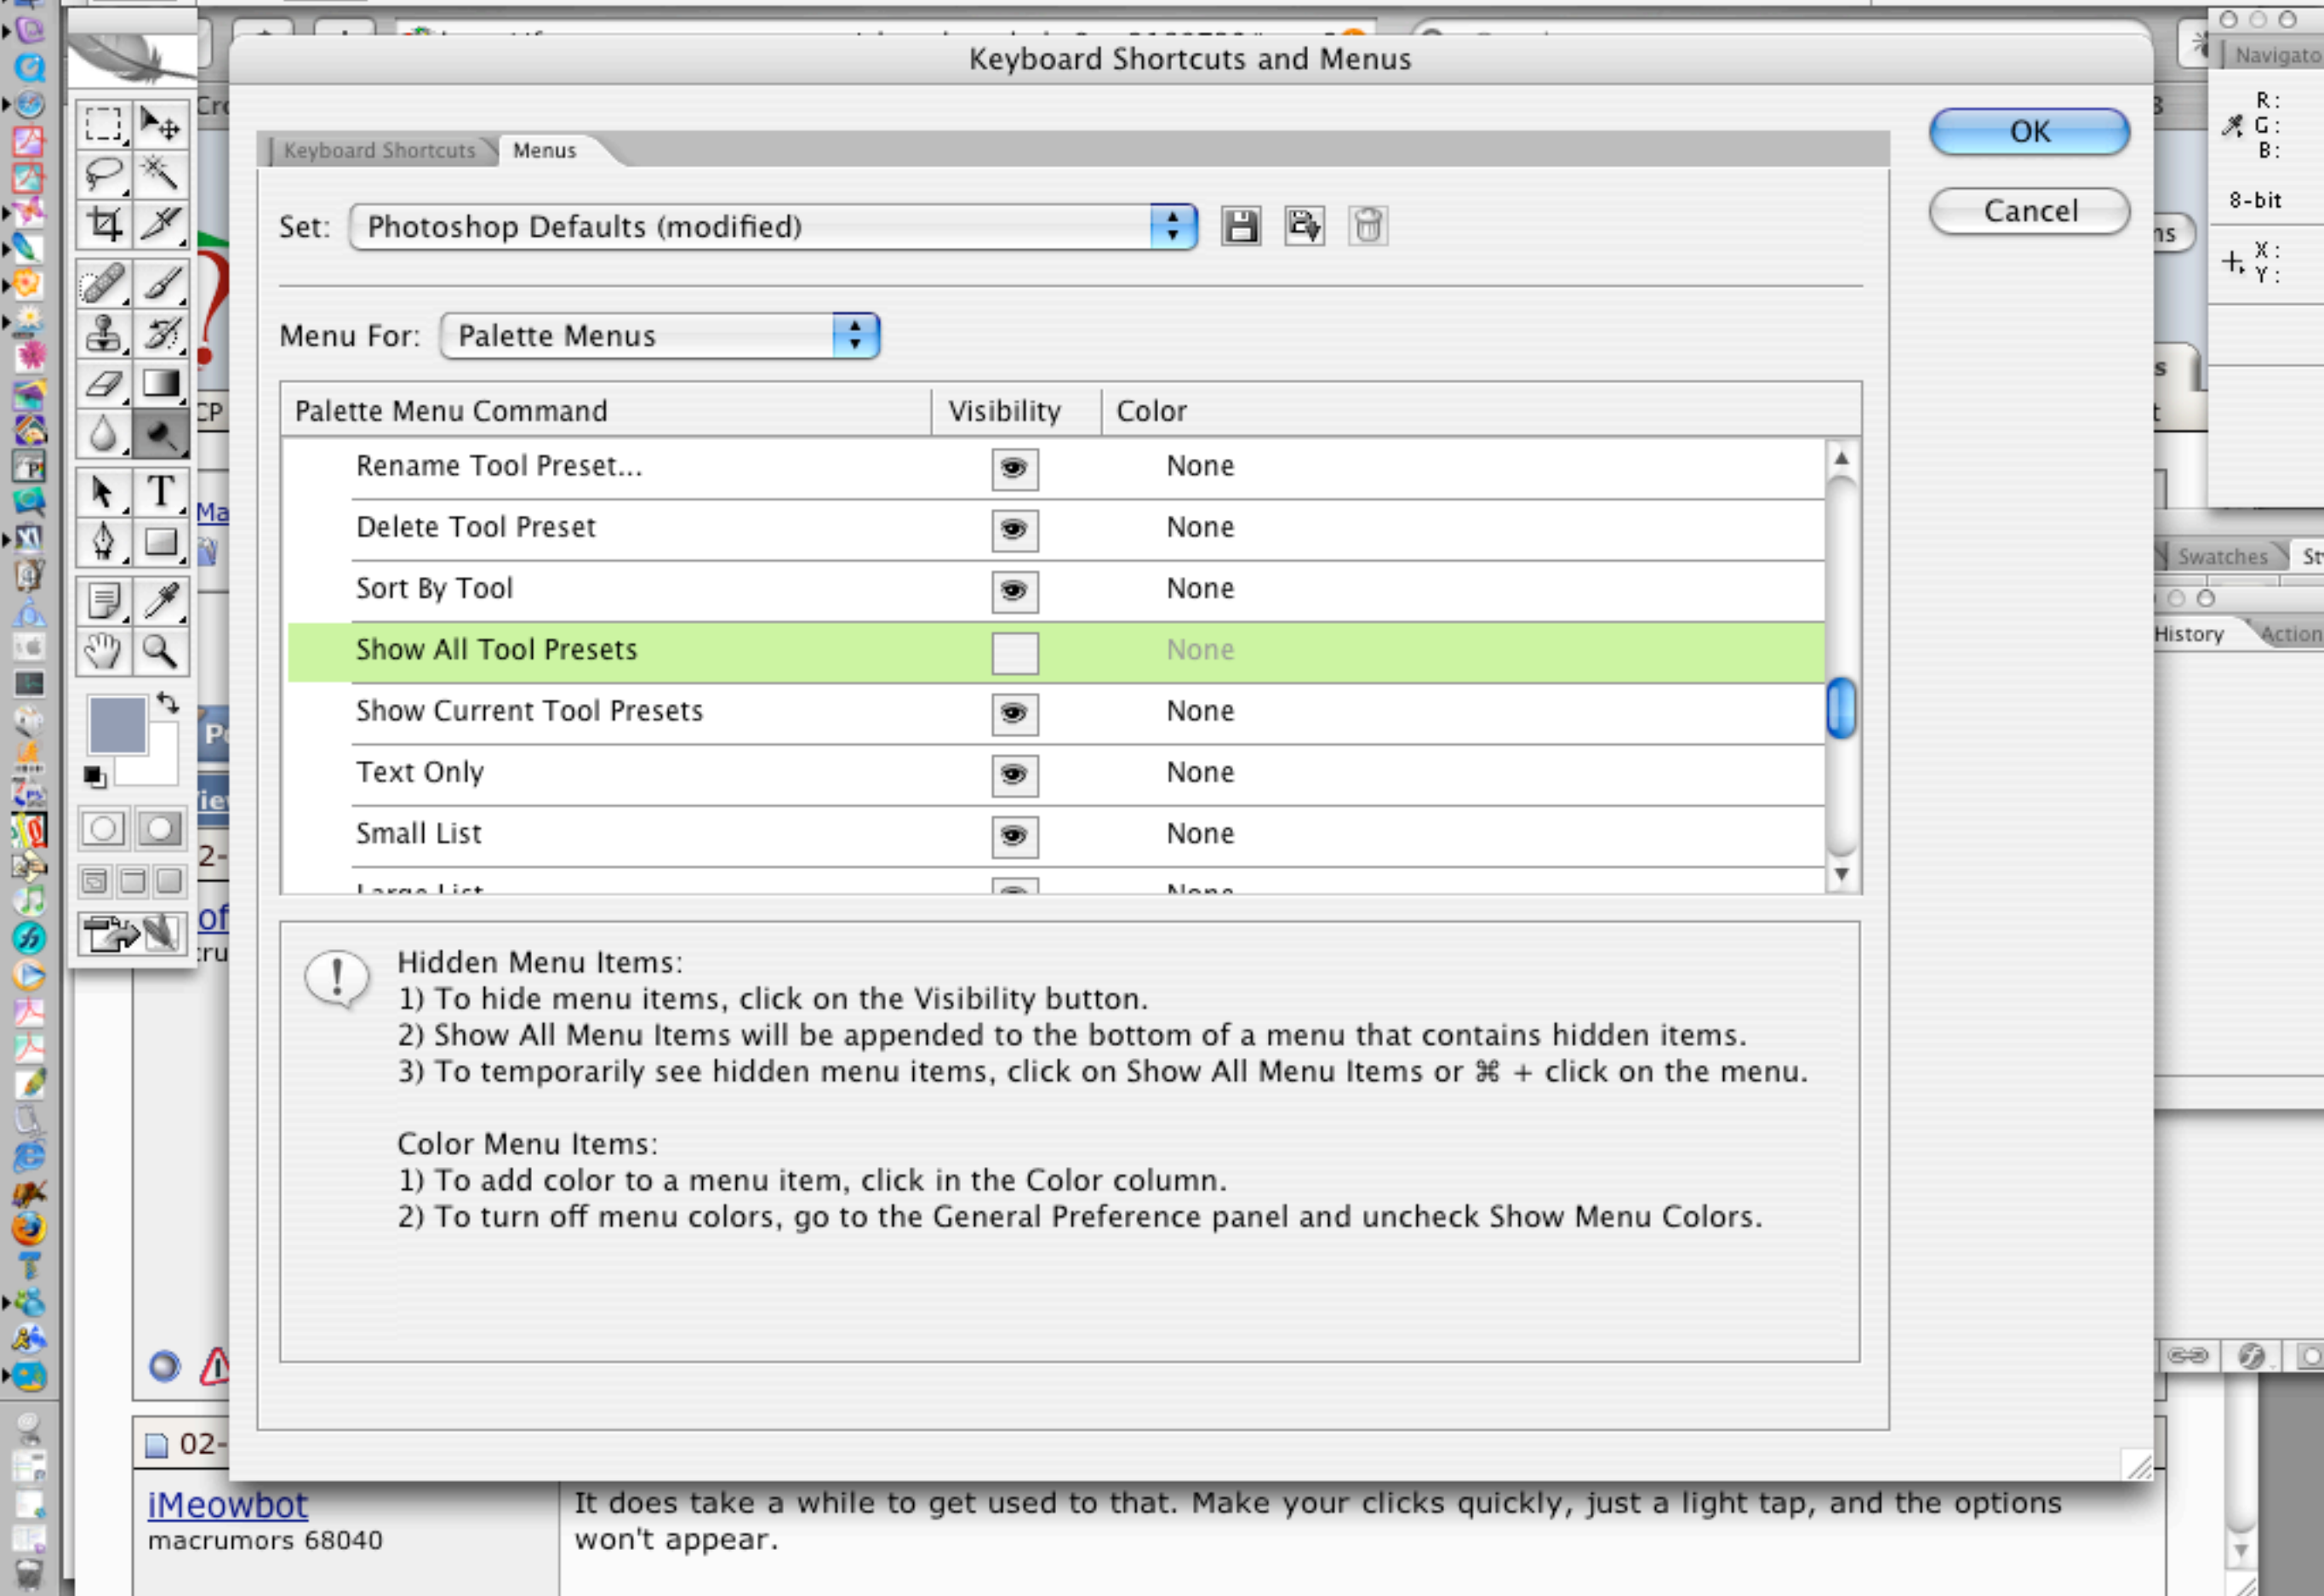 Keyboard Shortcuts and Menus
Navigato
R:
G:
B:
8-bit
X:
Y:
OK
Cancel
Keyboard Shortcuts
Menus
Set: Photoshop Defaults (modified)
Menu For: Palette Menus
CP
Palette Menu Command Visibility Color
Rename Tool Preset... None
Delete Tool Preset None
Sort By Tool None
Show All Tool Presets None
Show Current Tool Presets None
Text Only None
Small List None
Large List None
Swatches
History Action
Hidden Menu Items:
1) To hide menu items, click on the Visibility button.
2) Show All Menu Items will be appended to the bottom of a menu that contains hidden items.
3) To temporarily see hidden menu items, click on Show All Menu Items or ⌘ + click on the menu.
Color Menu Items:
1) To add color to a menu item, click in the Color column.
2) To turn off menu colors, go to the General Preference panel and uncheck Show Menu Colors.
02-
iMeowbot
macrumors 68040
It does take a while to get used to that. Make your clicks quickly, just a light tap, and the options
won't appear.